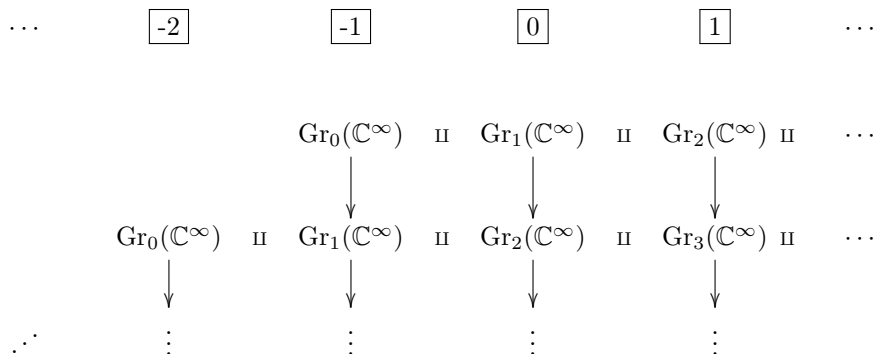 ⋯ -2 -1 0 1 ⋯
Gr₀(ℂ^∞) ⨿ Gr₁(ℂ^∞) ⨿ Gr₂(ℂ^∞) ⨿ ⋯
Gr₀(ℂ^∞) ⨿ Gr₁(ℂ^∞) ⨿ Gr₂(ℂ^∞) ⨿ Gr₃(ℂ^∞) ⨿ ⋯
⋰ ⋮ ⋮ ⋮ ⋮